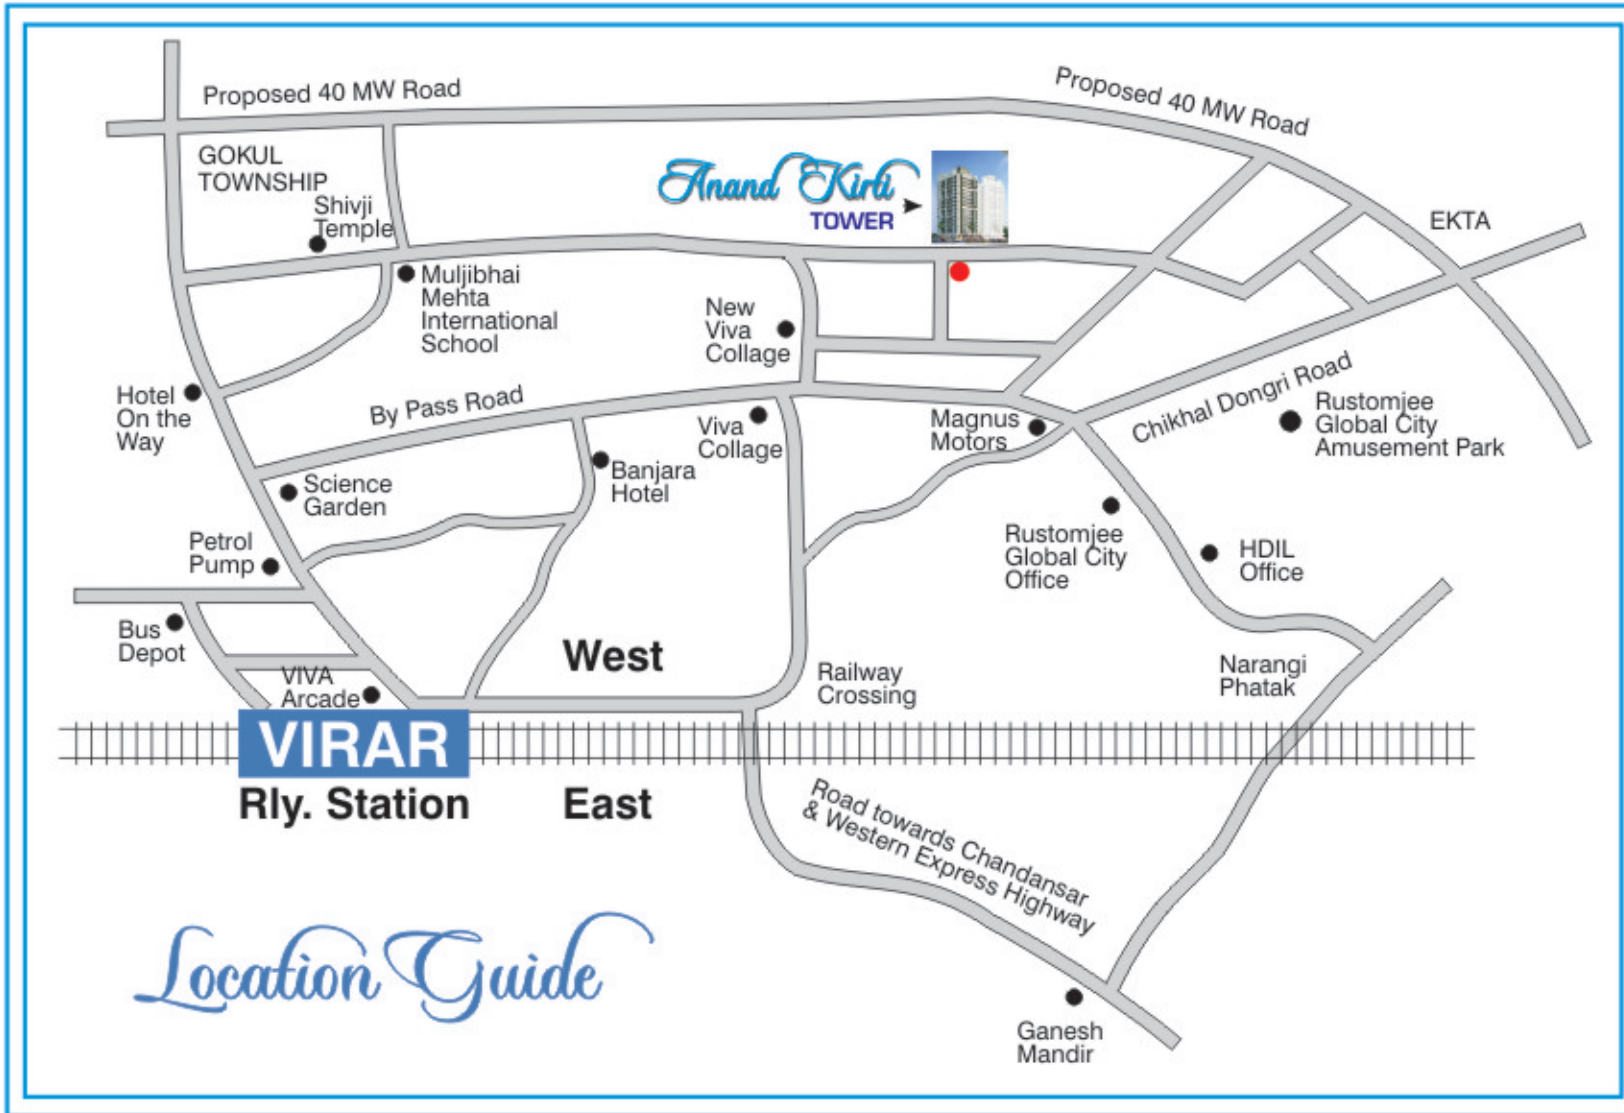 Proposed 40 MW Road
Proposed 40 MW Road
GOKUL
TOWNSHIP
Shivji
Temple
Anand Kirti
TOWER
EKTA
Muljibhai
Mehta
International
School
New
Viva
Collage
Hotel
On the
Way
By Pass Road
Viva
Collage
Magnus
Motors
Chikhal Dongri Road
Rustomjee
Global City
Amusement Park
Science
Garden
Banjara
Hotel
Petrol
Pump
Rustomjee
Global City
Office
HDIL
Office
Bus
Depot
VIVA
Arcade
West
Railway
Crossing
Narangi
Phatak
VIRAR
Rly. Station
East
Road towards Chandansar
& Western Express Highway
Location Guide
Ganesh
Mandir